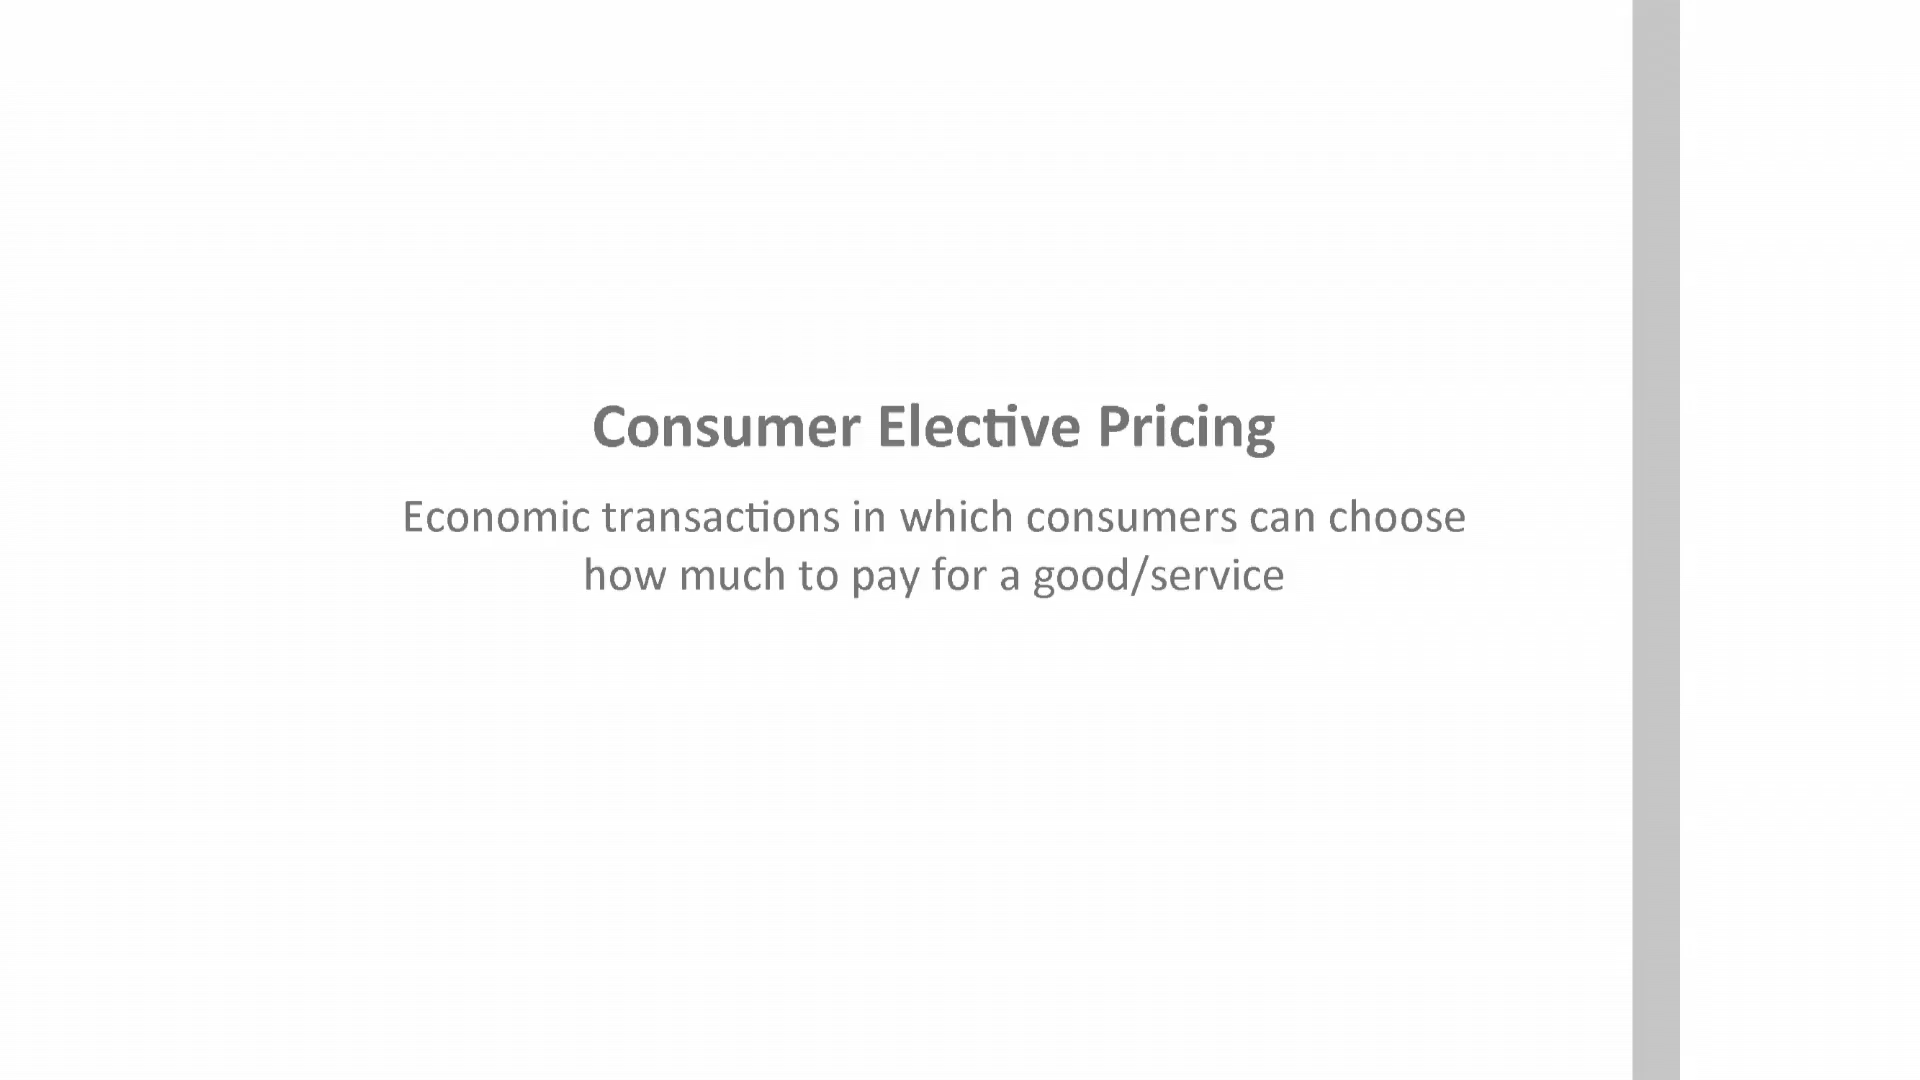 Consumer Elective Pricing
Economic transactions in which consumers can choose
how much to pay for a good/service